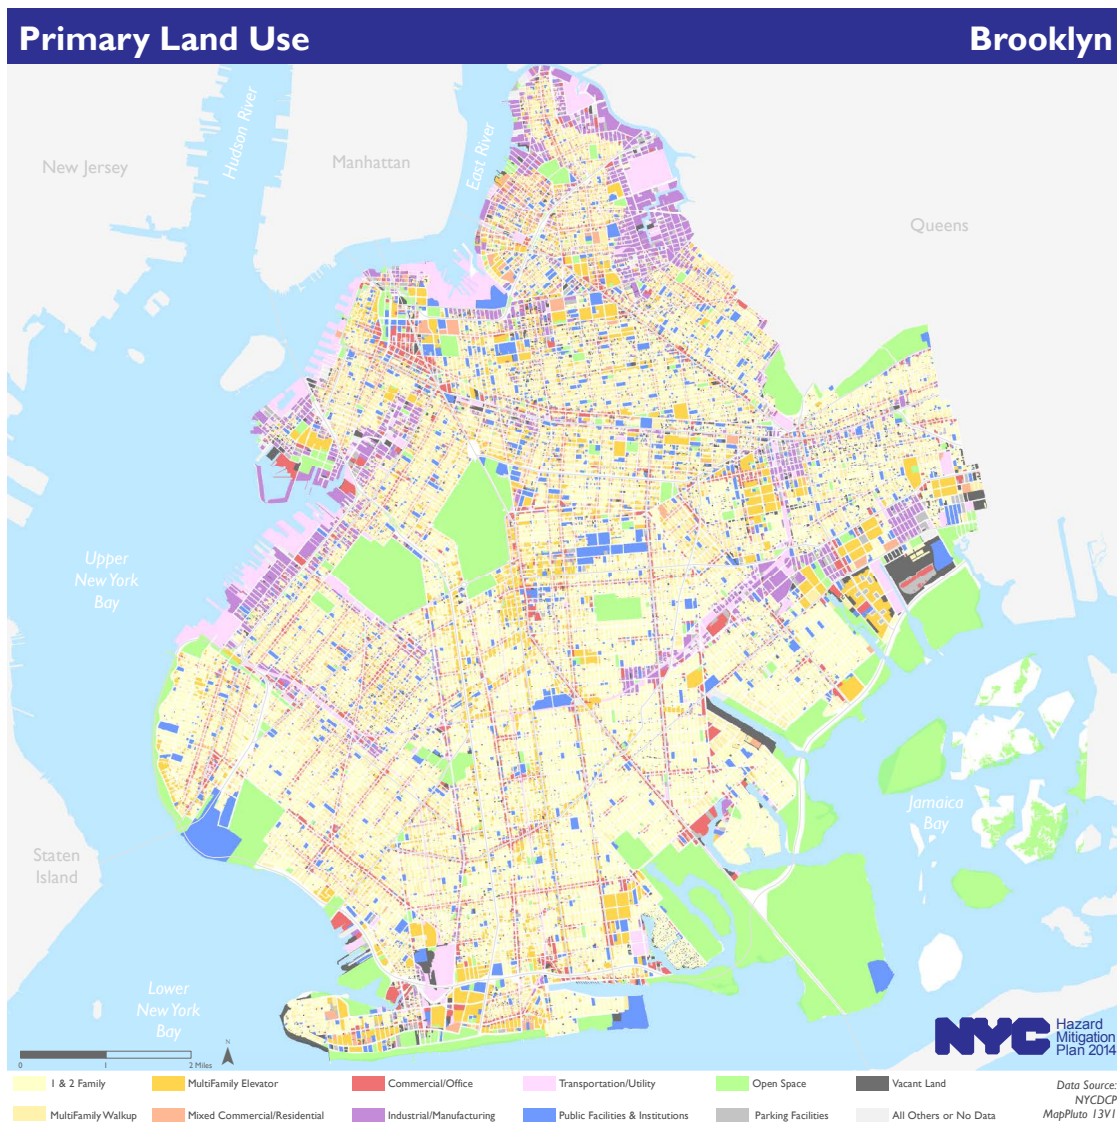 Primary Land Use
Brooklyn
New Jersey
Hudson River
Manhattan
East River
Queens
Upper
New York
Bay
Jamaica
Bay
Staten
Island
Lower
New York
Bay
N
0 1 2 Miles
NYC
Hazard
Mitigation
Plan 2014
1 & 2 Family
MultiFamily Elevator
Commercial/Office
Transportation/Utility
Open Space
Vacant Land
MultiFamily Walkup
Mixed Commercial/Residential
Industrial/Manufacturing
Public Facilities & Institutions
Parking Facilities
All Others or No Data
Data Source:
NYCDCP
MapPluto 13V1